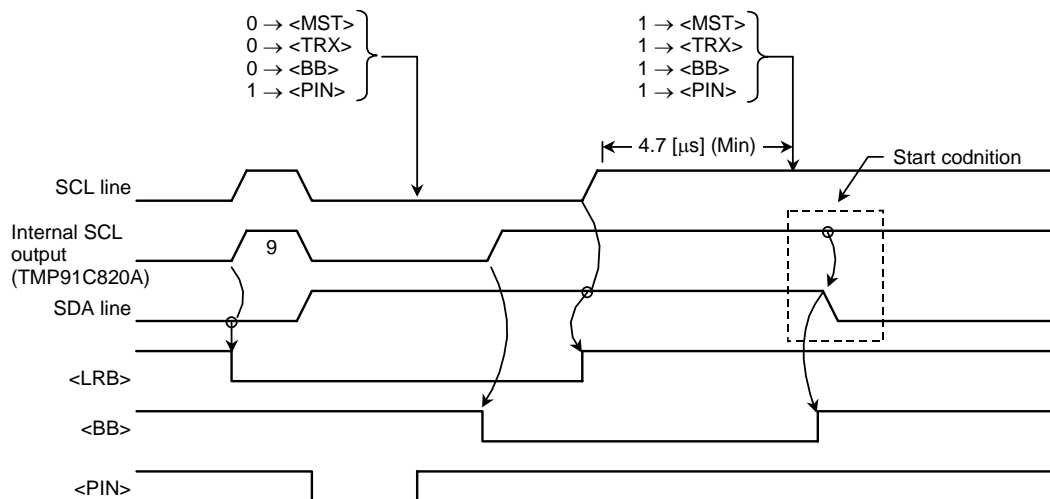 0 → <MST>
0 → <TRX>
0 → <BB>
1 → <PIN>
1 → <MST>
1 → <TRX>
1 → <BB>
1 → <PIN>
4.7 [μs] (Min)
Start codnition
SCL line
Internal SCL
output
(TMP91C820A)
9
SDA line
<LRB>
<BB>
<PIN>